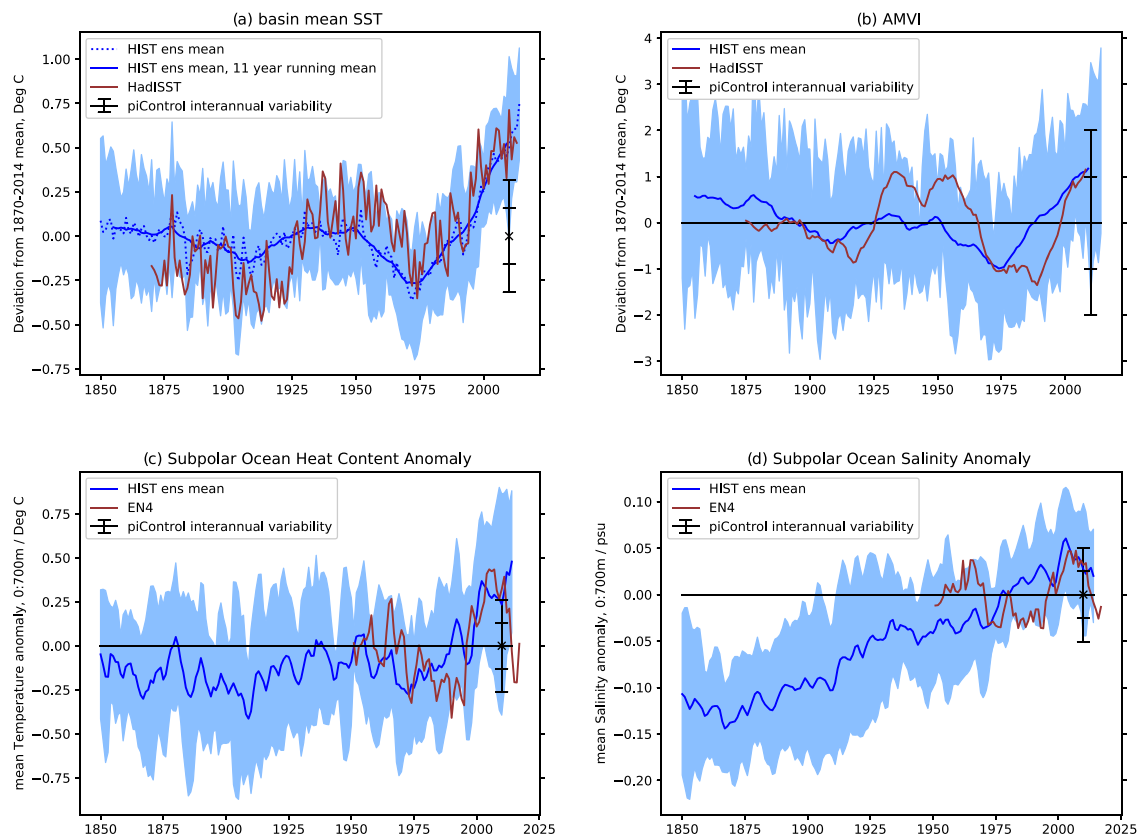 (a) basin mean SST
HIST ens mean
HIST ens mean, 11 year running mean
HadISST
piControl interannual variability
Deviation from 1870-2014 mean, Deg C
1.00
0.75
0.50
0.25
0.00
−0.25
−0.50
−0.75
1850 1875 1900 1925 1950 1975 2000
(b) AMVI
HIST ens mean
HadISST
piControl interannual variability
Deviation from 1870-2014 mean, Deg C
4
3
2
1
0
−1
−2
−3
1850 1875 1900 1925 1950 1975 2000
(c) Subpolar Ocean Heat Content Anomaly
HIST ens mean
EN4
piControl interannual variability
mean Temperature anomaly, 0:700m / Deg C
0.75
0.50
0.25
0.00
−0.25
−0.50
−0.75
1850 1875 1900 1925 1950 1975 2000 2025
(d) Subpolar Ocean Salinity Anomaly
HIST ens mean
EN4
piControl interannual variability
mean Salinity anomaly, 0:700m / psu
0.10
0.05
0.00
−0.05
−0.10
−0.15
−0.20
1850 1875 1900 1925 1950 1975 2000 2025